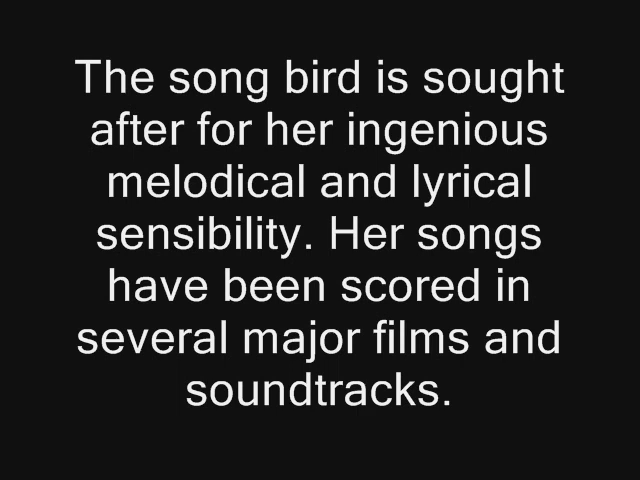 The song bird is sought
after for her ingenious
melodical and lyrical
sensibility. Her songs
have been scored in
several major films and
soundtracks.